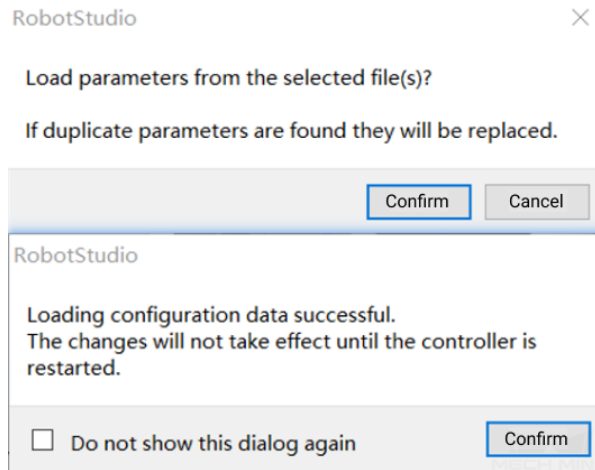 RobotStudio
Load parameters from the selected file(s)?
If duplicate parameters are found they will be replaced.
Confirm Cancel
RobotStudio
Loading configuration data successful.
The changes will not take effect until the controller is
restarted.
Do not show this dialog again Confirm
MECH MIN